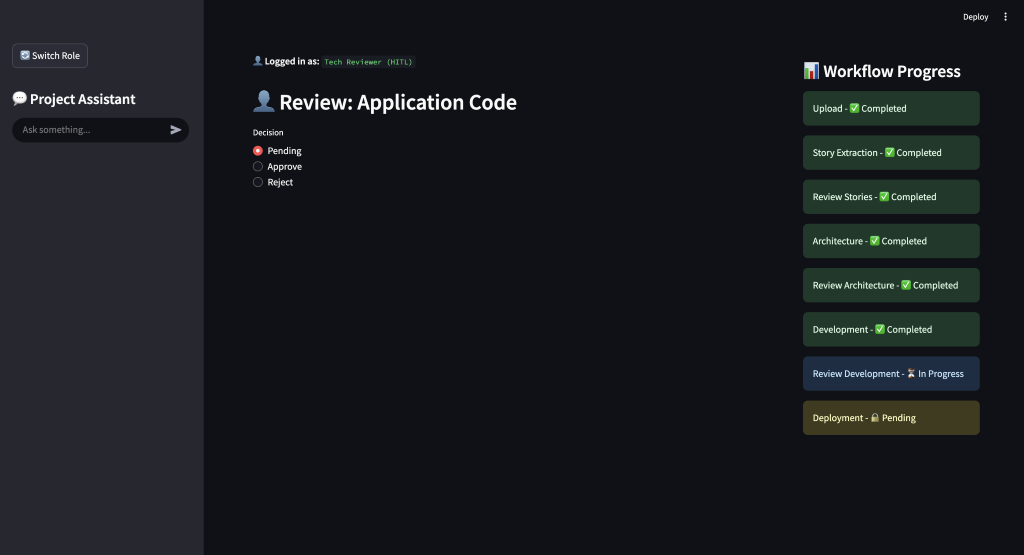 Deploy
Switch Role
Project Assistant
Ask something...
Logged in as: Tech Reviewer (HITL)
Review: Application Code
Decision
Pending
Approve
Reject
Workflow Progress
Upload - ✅ Completed
Story Extraction - ✅ Completed
Review Stories - ✅ Completed
Architecture - ✅ Completed
Review Architecture - ✅ Completed
Development - ✅ Completed
Review Development - ⏳ In Progress
Deployment - 🔒 Pending